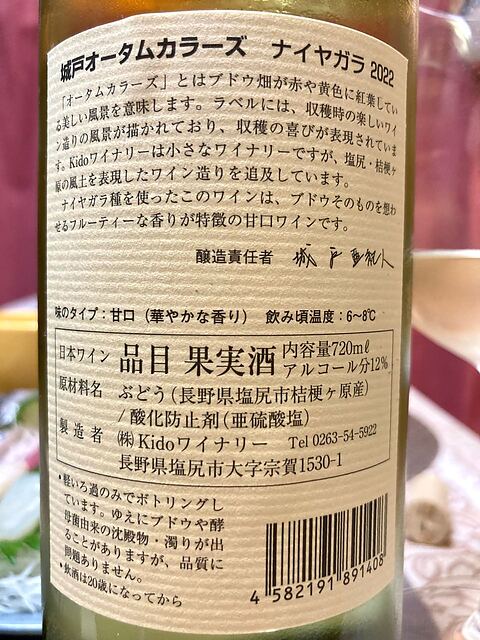 城戸オータムカラーズ ナイヤガラ 2022
「オータムカラーズ」とはブドウ畑が赤や黄色に紅葉してい
る美しい風景を意味します。ラベルには、収穫時の楽しいワイ
ン造りの風景が描かれており、収穫の喜びが表現されていま
す。Kidoワイナリーは小さなワイナリーですが、塩尻・桔梗ヶ
原の風土を表現したワイン造りを追及しています。
ナイヤガラ種を使ったこのワインは、ブドウそのものを想わ
せるフルーティーな香りが特徴の甘口ワインです。
醸造責任者 城戸亜紀人
味のタイプ：甘口（華やかな香り） 飲み頃温度：6～8℃
日本ワイン 品目 果実酒 内容量720mℓ
アルコール分12%
原材料名 ぶどう（長野県塩尻市桔梗ヶ原産）
/ 酸化防止剤（亜硫酸塩）
製造者 ㈱Kidoワイナリー Tel 0263-54-5922
長野県塩尻市大字宗賀1530-1
・軽いろ過のみでボトリングし
ています。ゆえにブドウや酵
母菌由来の沈殿物・濁りが出
ることがありますが、品質に
問題ありません。
・飲酒は20歳になってから
4 582191 891408